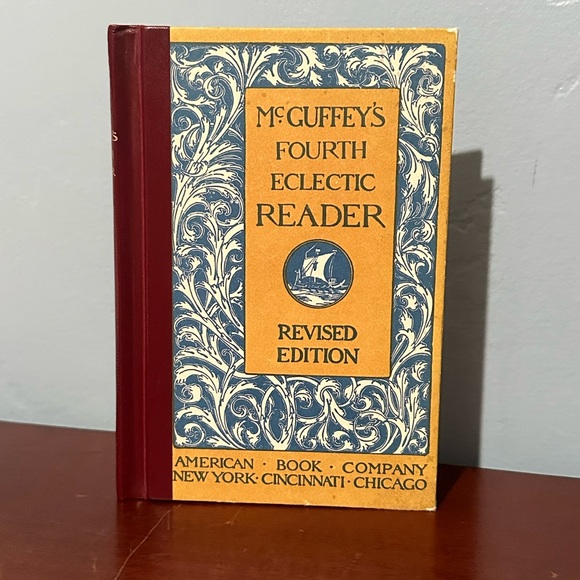 McGUFFEY'S
FOURTH
ECLECTIC
READER
REVISED
EDITION
AMERICAN · BOOK · COMPANY
NEW YORK · CINCINNATI · CHICAGO